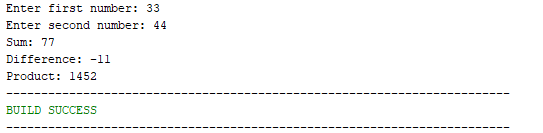 Enter first number: 33
Enter second number: 44
Sum: 77
Difference: -11
Product: 1452
------------------------------------------------------------------------
BUILD SUCCESS
------------------------------------------------------------------------